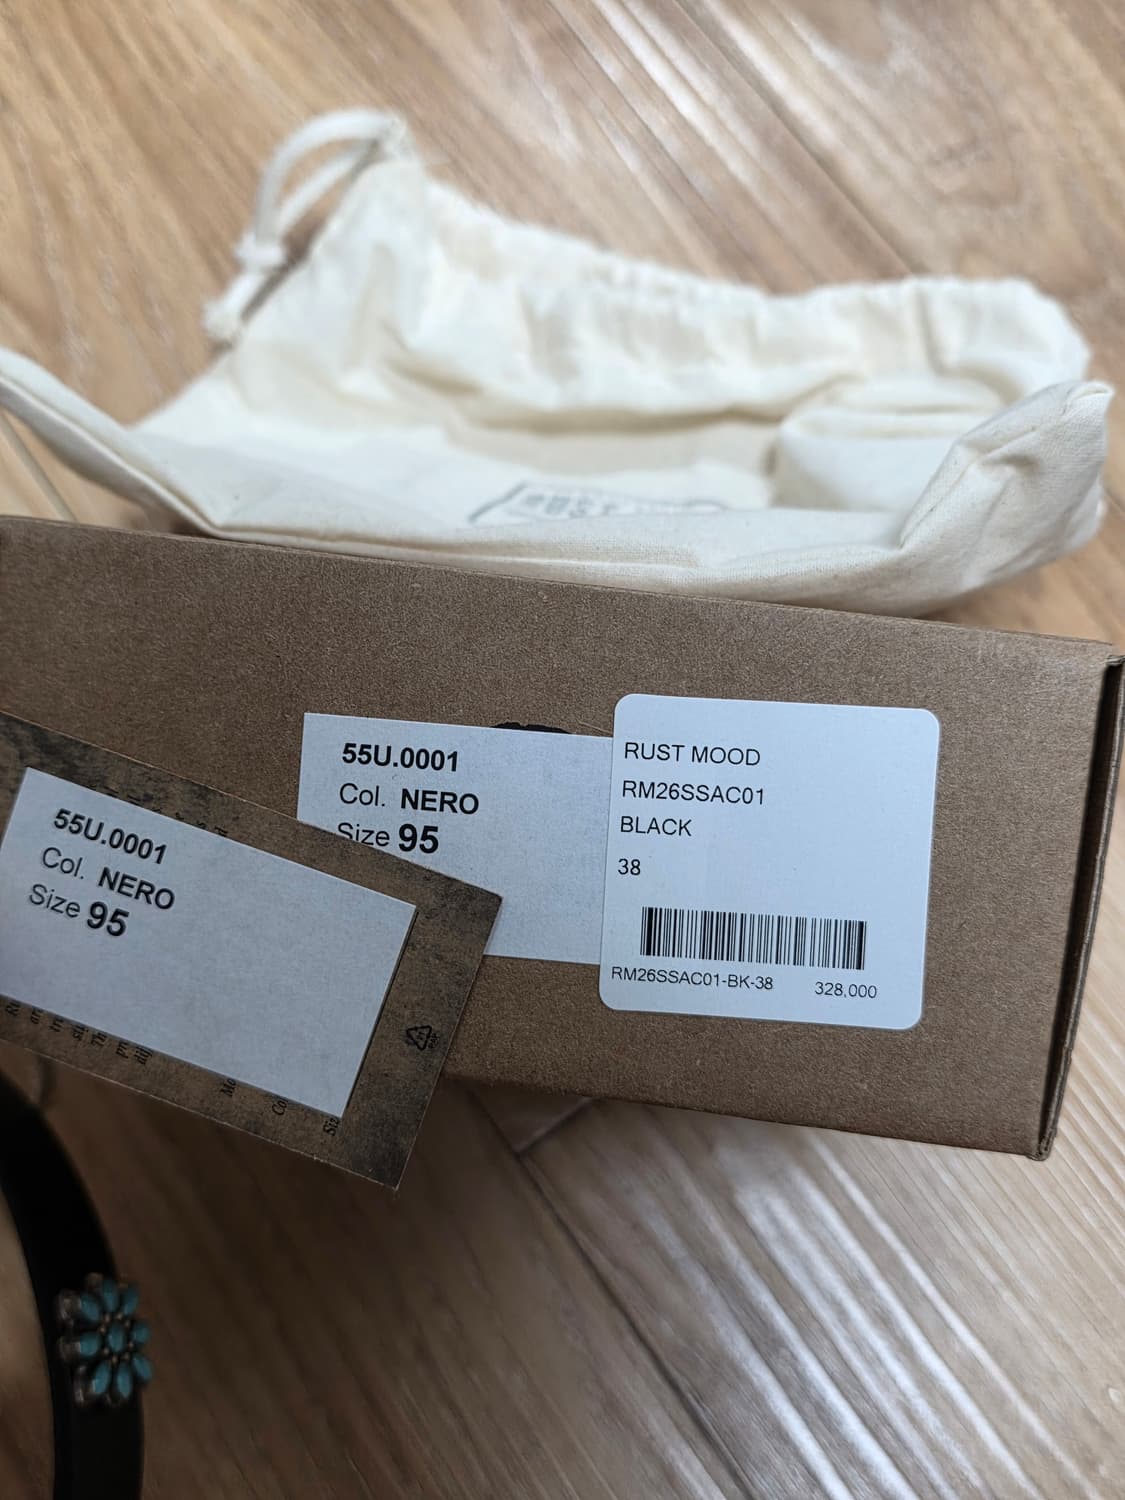 55U.0001
Col. NERO
Size 95
RUST MOOD
RM26SSAC01
BLACK
38
RM26SSAC01-BK-38 328,000
55U.0001
Col. NERO
Size 95